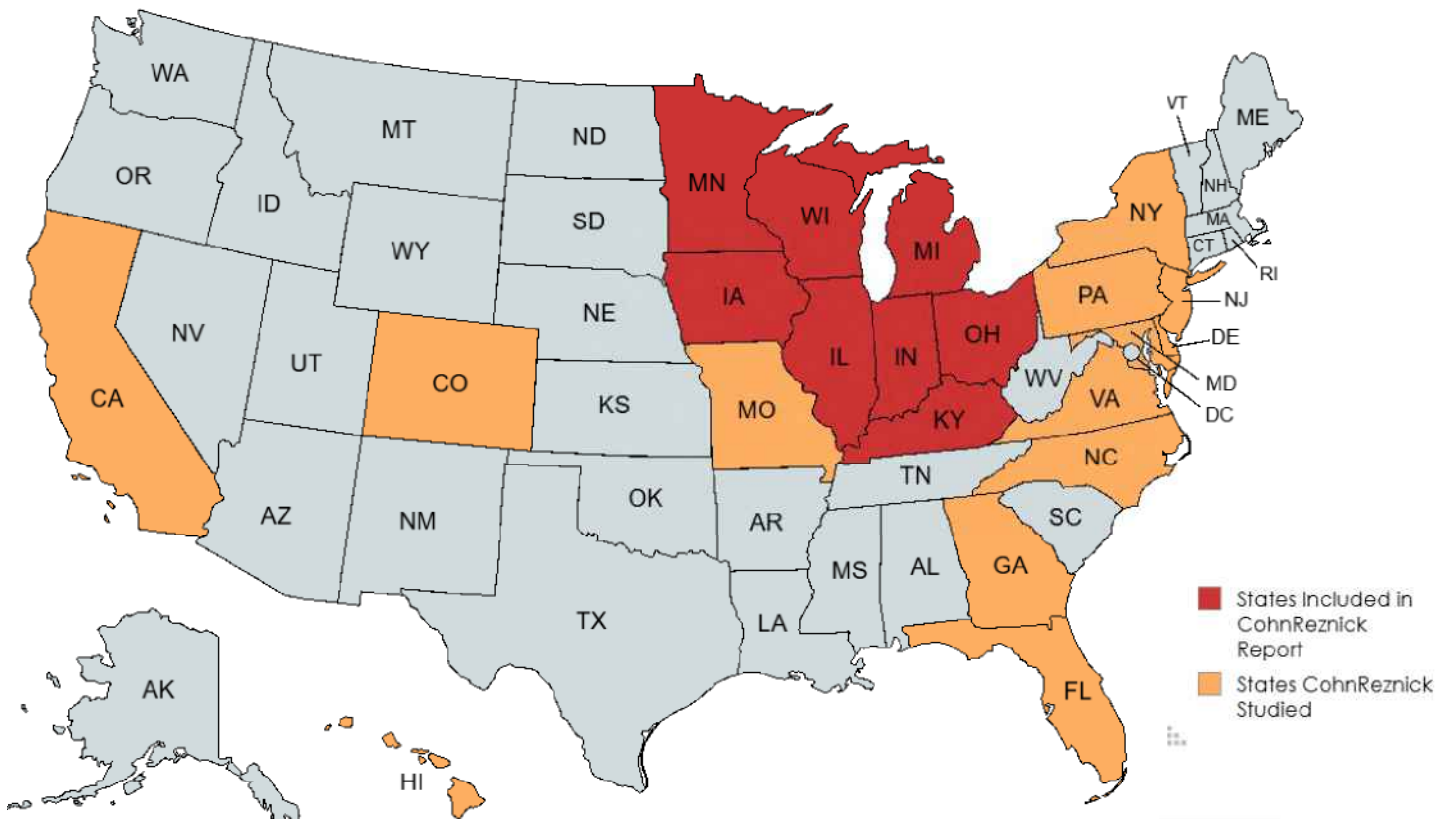 WA
MT
ND
MN
VT
ME
OR
ID
SD
WI
MI
NH
NY
MA
CT
RI
WY
IA
NE
PA
NJ
NV
UT
CO
IL
IN
OH
DE
CA
KS
MO
KY
WV
VA
MD
DC
TN
NC
AZ
NM
OK
AR
SC
MS
AL
GA
TX
LA
AK
FL
HI
States Included in
CohnReznick
Report
States CohnReznick
Studied